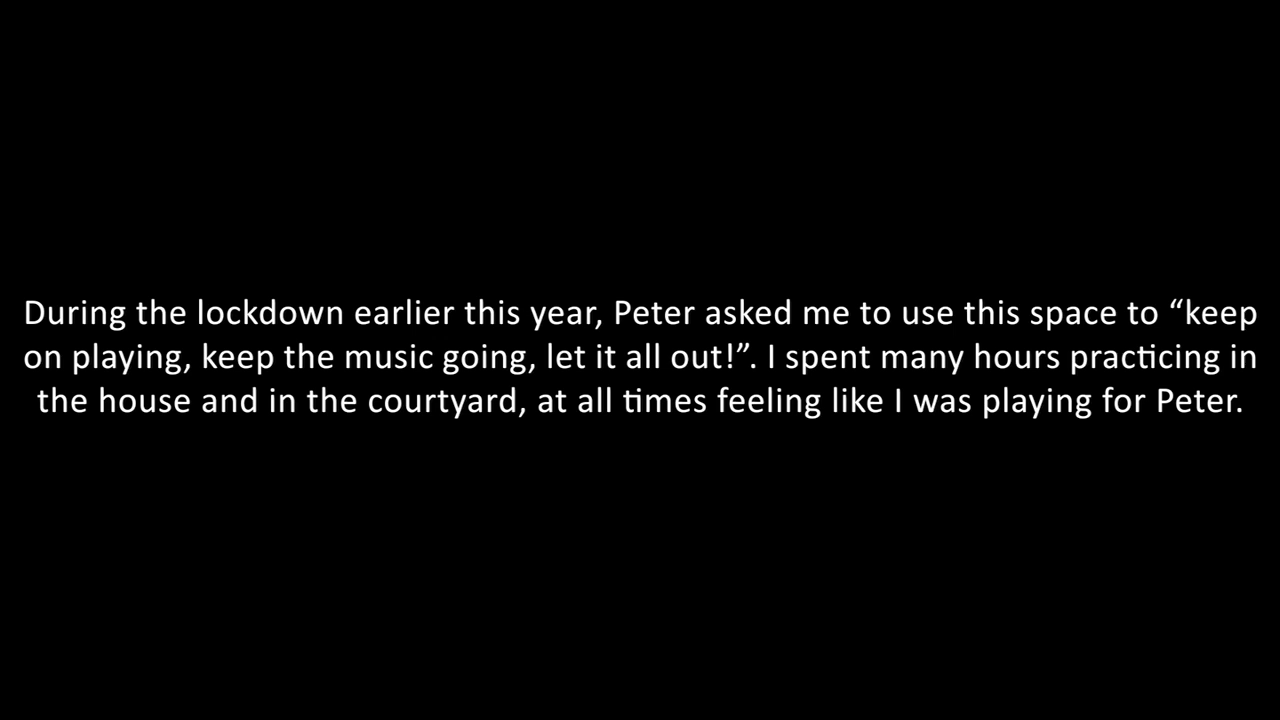 During the lockdown earlier this year, Peter asked me to use this space to “keep
on playing, keep the music going, let it all out!”. I spent many hours practicing in
the house and in the courtyard, at all times feeling like I was playing for Peter.